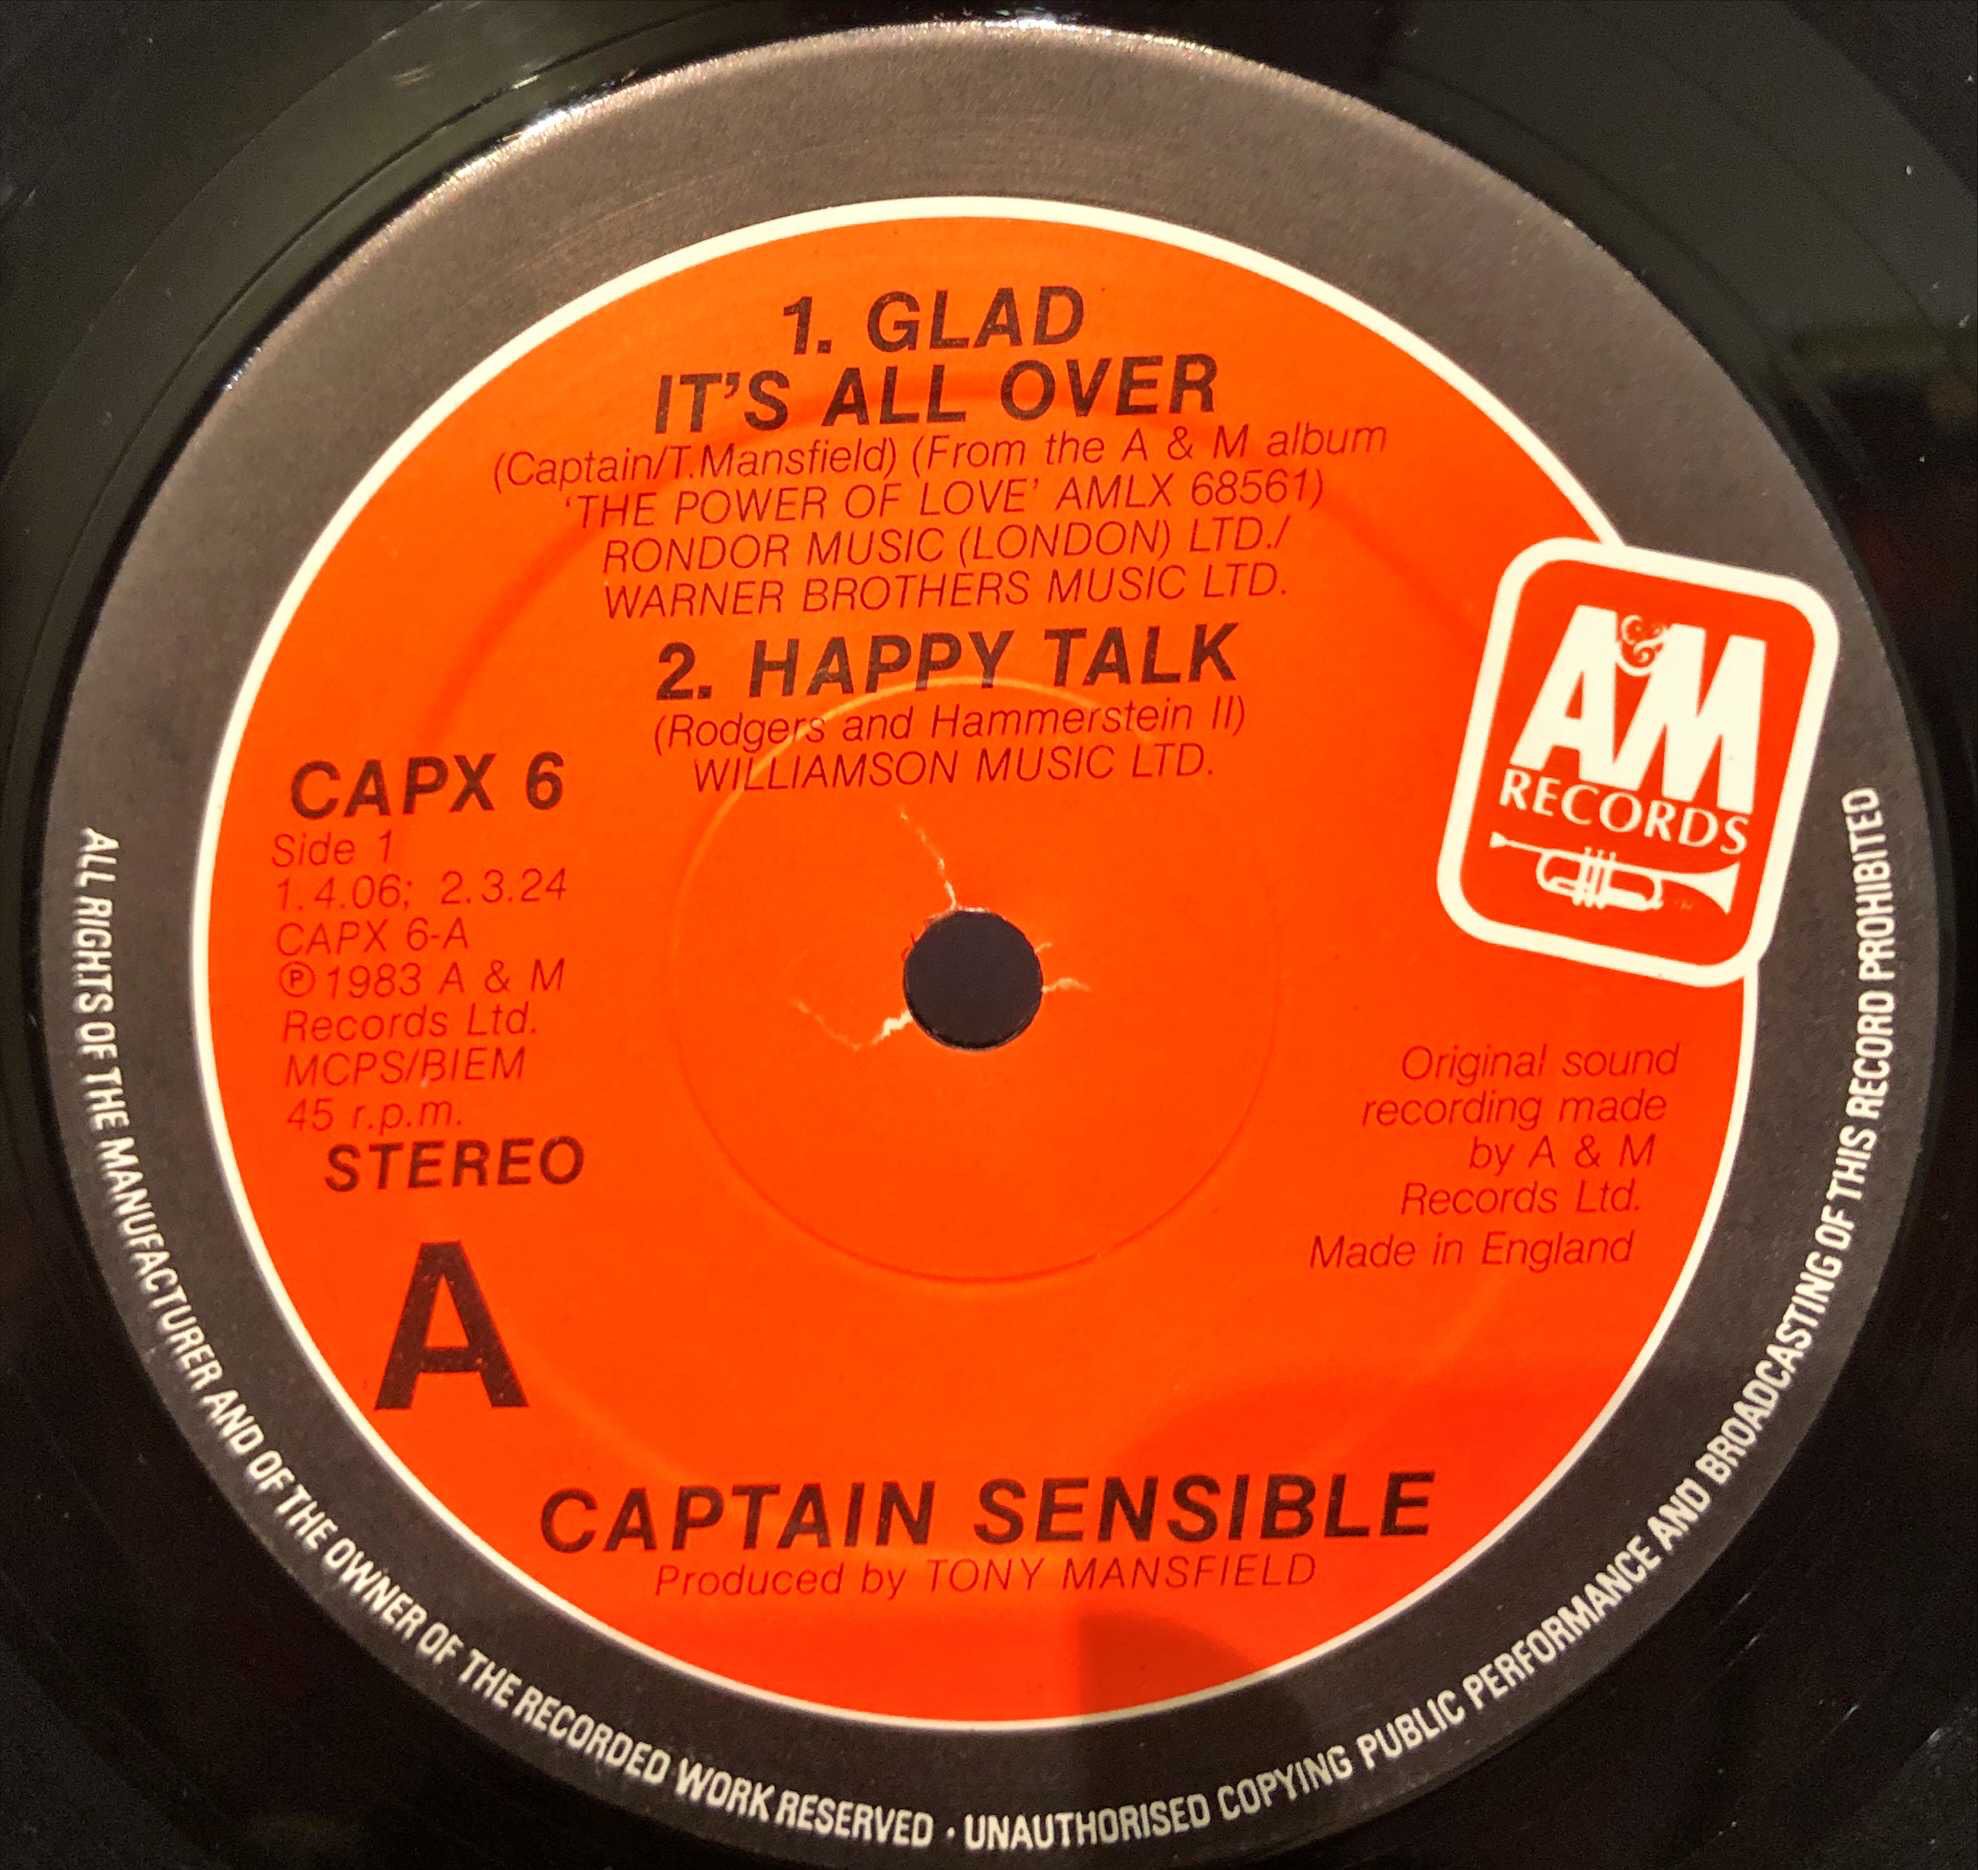 1. GLAD
IT'S ALL OVER
(Captain/T.Mansfield) (From the A & M album
'THE POWER OF LOVE' AMLX 68561)
RONDOR MUSIC (LONDON) LTD./
WARNER BROTHERS MUSIC LTD.
2. HAPPY TALK
(Rodgers and Hammerstein II)
WILLIAMSON MUSIC LTD.
CAPX 6
Side 1
1. 4.06; 2.3.24
CAPX 6-A
℗ 1983 A & M
Records Ltd.
MCPS/BIEM
45 r.p.m.
STEREO
A
A&M
RECORDS
Original sound
recording made
by A & M
Records Ltd.
Made in England
CAPTAIN SENSIBLE
Produced by TONY MANSFIELD
ALL RIGHTS OF THE MANUFACTURER AND OF THE OWNER OF THE RECORDED WORK RESERVED · UNAUTHORISED COPYING PUBLIC PERFORMANCE AND BROADCASTING OF THIS RECORD PROHIBITED